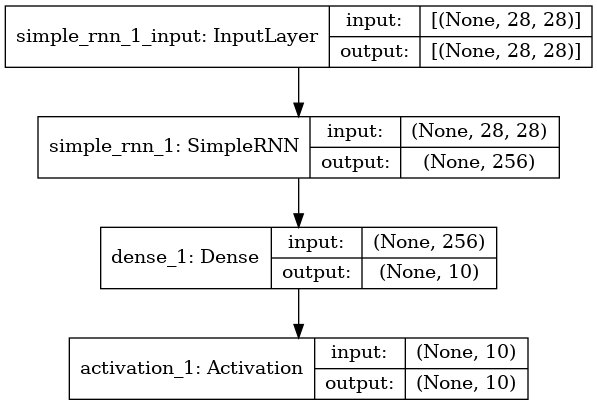 simple_rnn_1_input: InputLayer
input: [(None, 28, 28)]
output: [(None, 28, 28)]
simple_rnn_1: SimpleRNN
input: (None, 28, 28)
output: (None, 256)
dense_1: Dense
input: (None, 256)
output: (None, 10)
activation_1: Activation
input: (None, 10)
output: (None, 10)